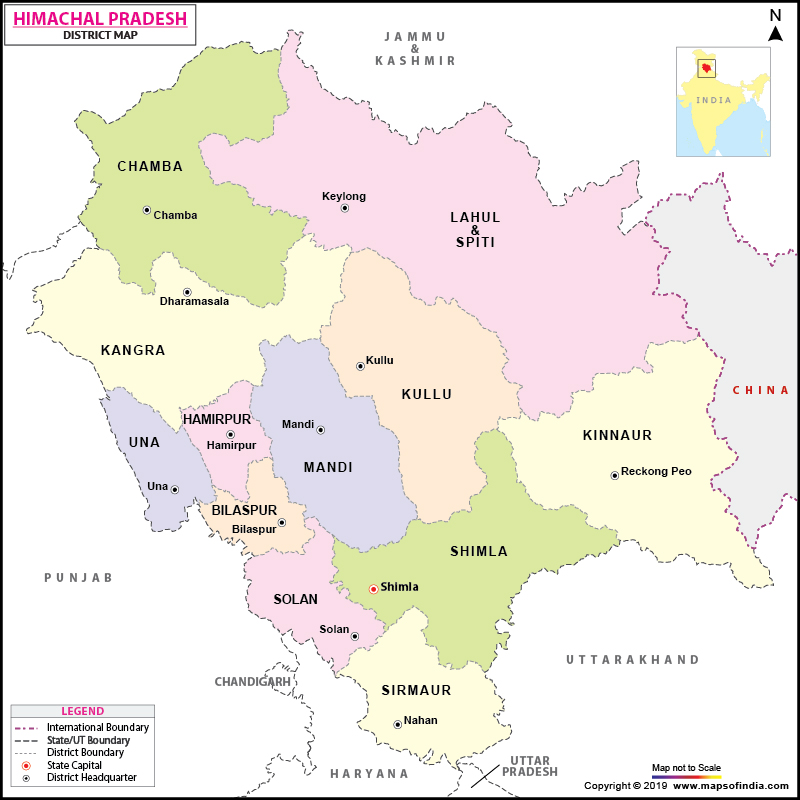 HIMACHAL PRADESH
DISTRICT MAP
JAMMU
&
KASHMIR
N
INDIA
CHAMBA
Chamba
Keylong
LAHUL
&
SPITI
Dharamasala
KANGRA
Kullu
KULLU
CHINA
HAMIRPUR
Hamirpur
Mandi
MANDI
UNA
Una
KINNAUR
Reckong Peo
BILASPUR
Bilaspur
SHIMLA
Shimla
PUNJAB
SOLAN
Solan
UTTARAKHAND
CHANDIGARH
SIRMAUR
Nahan
HARYANA
UTTAR
PRADESH
LEGEND
International Boundary
State/UT Boundary
District Boundary
State Capital
District Headquarter
Map not to Scale
Copyright © 2019 www.mapsofindia.com